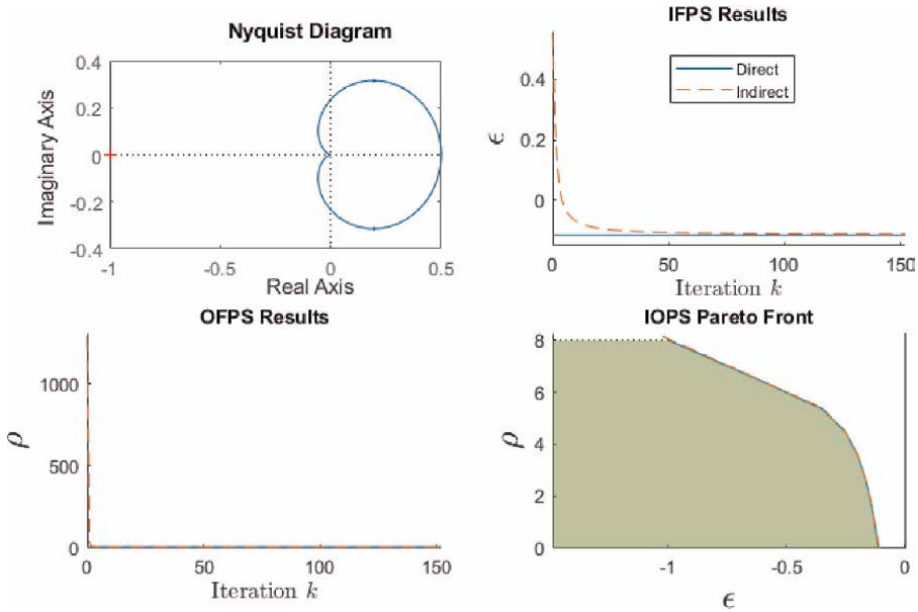 Nyquist Diagram
Imaginary Axis
0.4
0.2
0
-0.2
-0.4
-1
-0.5
0
0.5
Real Axis
IFPS Results
Direct
Indirect
ϵ
0.4
0.2
0
0
50
100
150
Iteration k
OFPS Results
ρ
1000
500
0
0
50
100
150
Iteration k
IOPS Pareto Front
ρ
8
6
4
2
0
-1
-0.5
0
ϵ